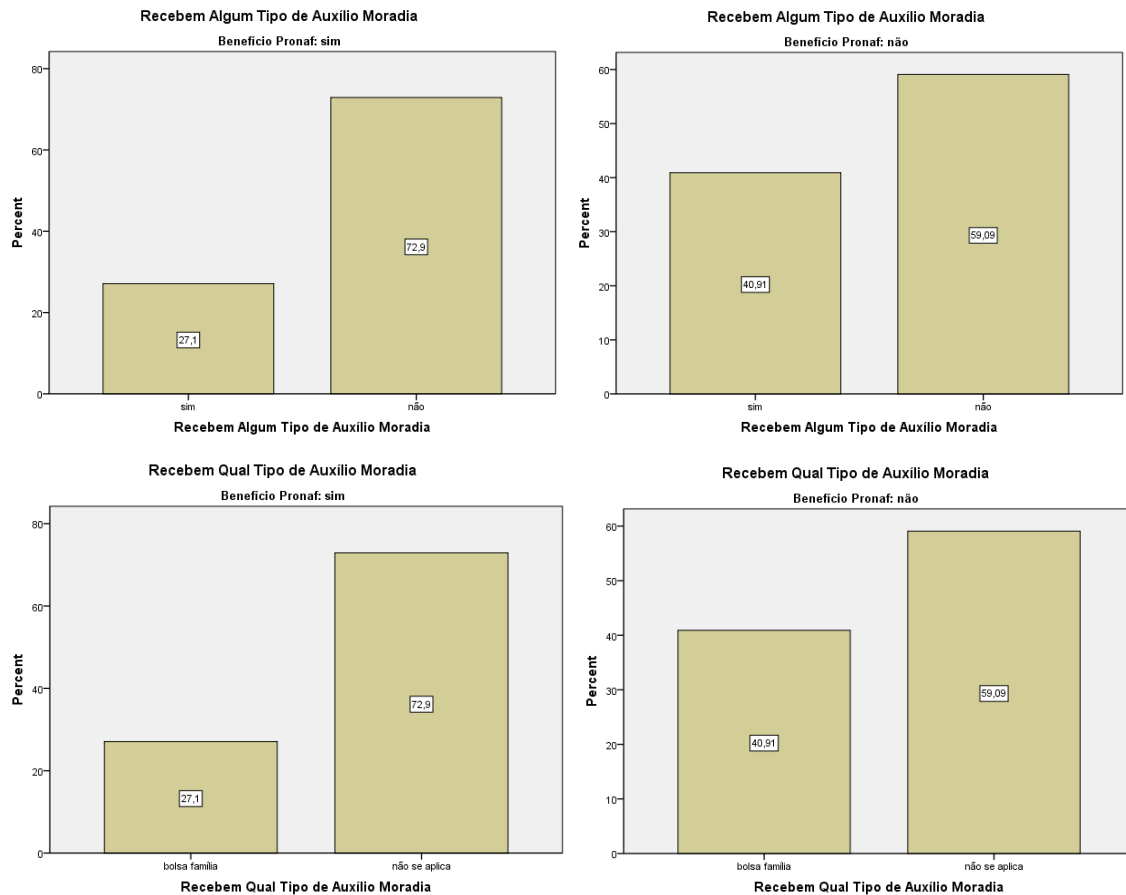 Recebem Algum Tipo de Auxílio Moradia
Benefício Pronaf: sim
80
60
40
20
0
Percent
27,1
72,9
sim
não
Recebem Algum Tipo de Auxílio Moradia
Recebem Algum Tipo de Auxílio Moradia
Benefício Pronaf: não
60
50
40
30
20
10
0
Percent
40,91
59,09
sim
não
Recebem Algum Tipo de Auxílio Moradia
Recebem Qual Tipo de Auxílio Moradia
Benefício Pronaf: sim
80
60
40
20
0
Percent
27,1
72,9
bolsa família
não se aplica
Recebem Qual Tipo de Auxílio Moradia
Recebem Qual Tipo de Auxílio Moradia
Benefício Pronaf: não
60
50
40
30
20
10
0
Percent
40,91
59,09
bolsa família
não se aplica
Recebem Qual Tipo de Auxílio Moradia